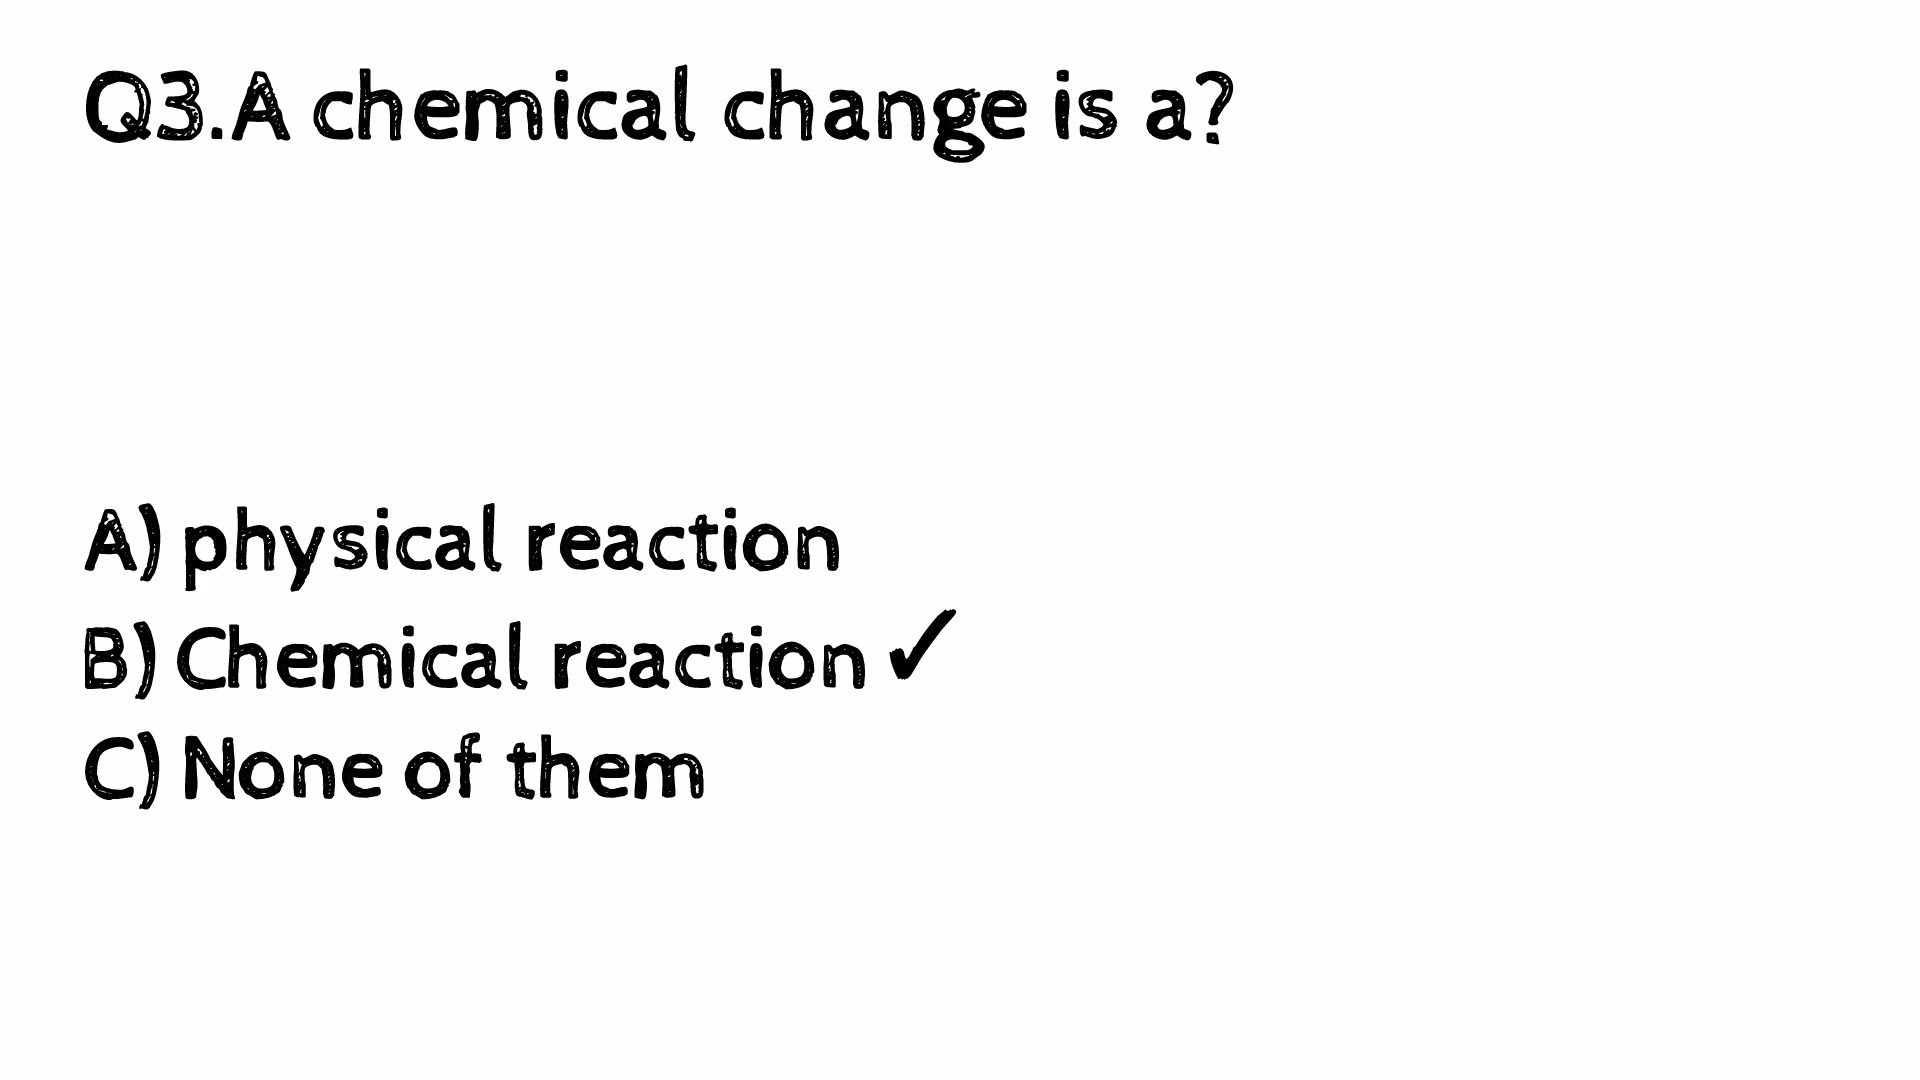 Q3.A chemical change is a?
A) physical reaction
B) Chemical reaction ✓
C) None of them